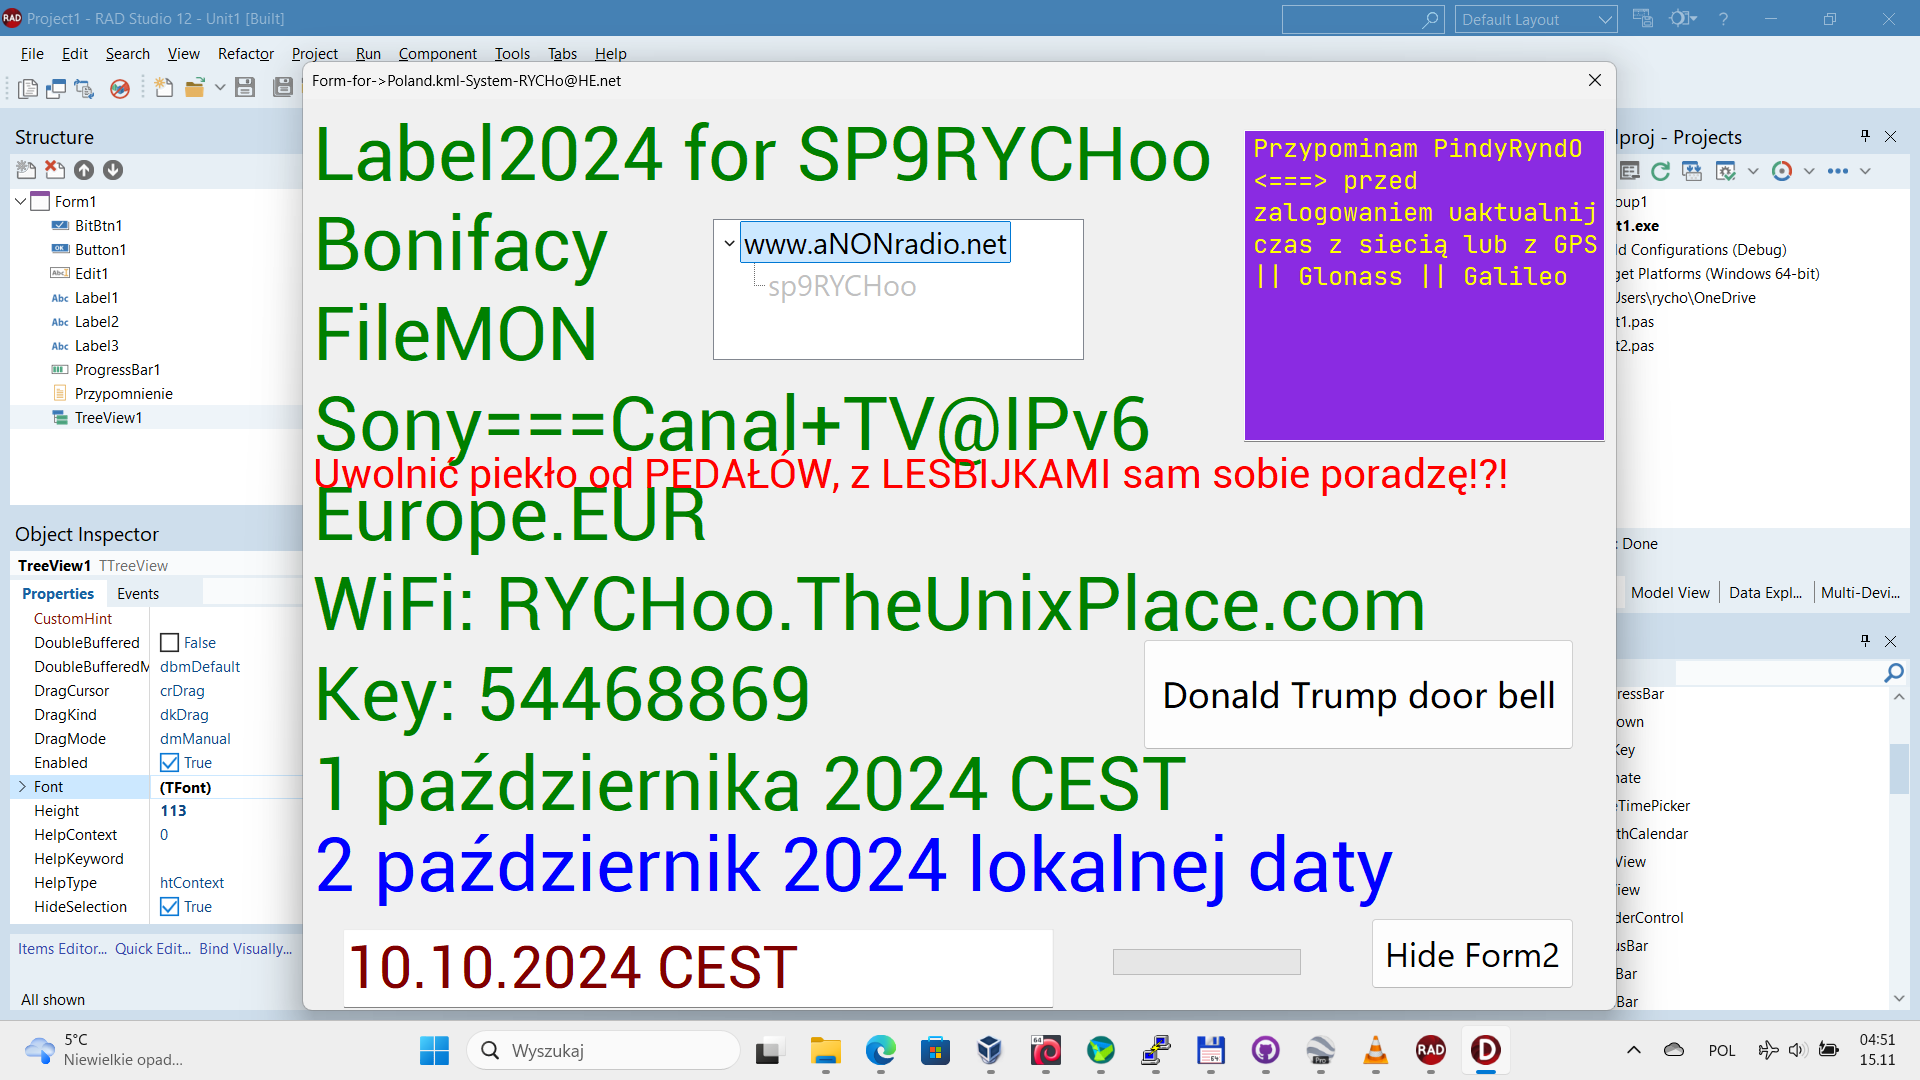 Project1 - RAD Studio 12 - Unit1 [Built]
Default Layout
File Edit Search View Refactor Project Run Component Tools Tabs Help
Form-for->Poland.kml-System-RYCHo@HE.net
Structure
Form1
BitBtn1
Button1
Edit1
Label1
Label2
Label3
ProgressBar1
Przypomnienie
TreeView1
Object Inspector
TreeView1 TTreeView
Properties Events
CustomHint
DoubleBuffered False
DoubleBufferedM dbmDefault
DragCursor crDrag
DragKind dkDrag
DragMode dmManual
Enabled True
Font (TFont)
Height 113
HelpContext 0
HelpKeyword
HelpType htContext
HideSelection True
Items Editor... Quick Edit... Bind Visually...
All shown
Label2024 for SP9RYCHoo
Bonifacy
FileMON
Sony===Canal+TV@IPv6
Uwolnić piekło od PEDAŁÓW, z LESBIJKAMI sam sobie poradzę!?!
Europe.EUR
WiFi: RYCHoo.TheUnixPlace.com
Key: 54468869
1 października 2024 CEST
2 październik 2024 lokalnej daty
10.10.2024 CEST
www.aNONradio.net
sp9RYCHoo
Przypominam PindyRyndO
<===> przed
zalogowaniem uaktualnij
czas z siecią lub z GPS
|| Glonass || Galileo
Donald Trump door bell
Hide Form2
lproj - Projects
oup1
t1.exe
ld Configurations (Debug)
get Platforms (Windows 64-bit)
Users\rycho\OneDrive
t1.pas
t2.pas
: Done
Model View Data Expl... Multi-Devi...
ressBar
own
Key
nate
eTimePicker
thCalendar
View
iew
derControl
usBar
Bar
lBar
5°C
Niewielkie opad...
Wyszukaj
POL
04:51
15.11